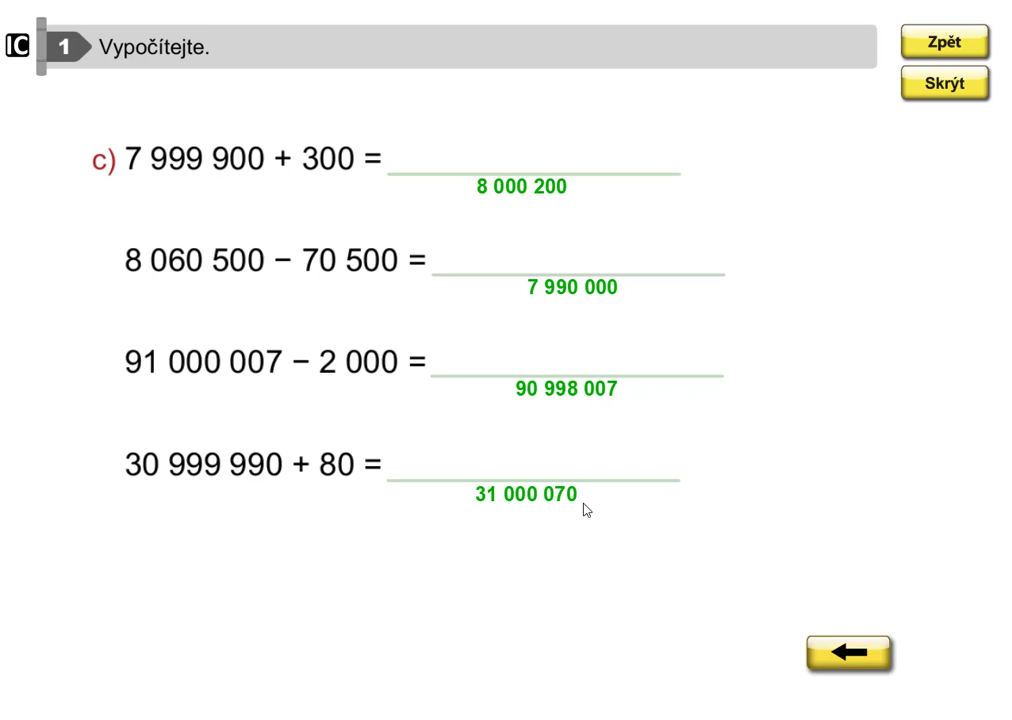 IC 1 Vypočítejte.
Zpět
Skrýt
c) 7 999 900 + 300 =
8 000 200
8 060 500 − 70 500 =
7 990 000
91 000 007 − 2 000 =
90 998 007
30 999 990 + 80 =
31 000 070